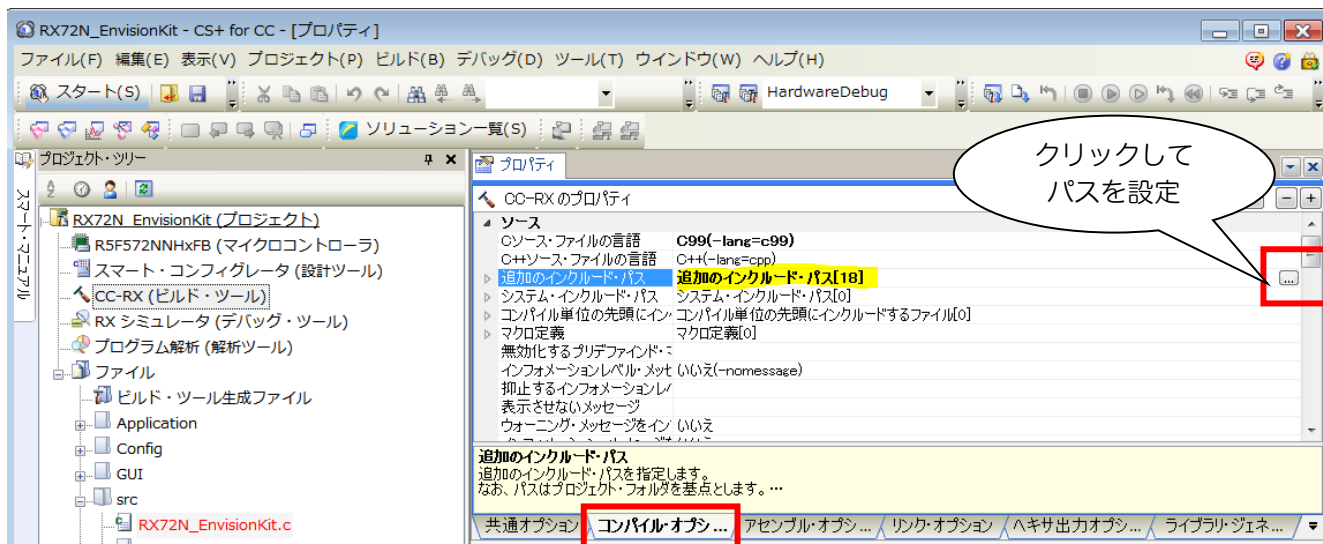 RX72N_EnvisionKit - CS+ for CC - [プロパティ]
ファイル(F) 編集(E) 表示(V) プロジェクト(P) ビルド(B) デバッグ(D) ツール(T) ウインドウ(W) ヘルプ(H)
スタート(S)
HardwareDebug
ソリューション一覧(S)
プロジェクト・ツリー
スマート・マニュアル
RX72N_EnvisionKit (プロジェクト)
R5F572NNHxFB (マイクロコントローラ)
スマート・コンフィグレータ (設計ツール)
CC-RX (ビルド・ツール)
RX シミュレータ (デバッグ・ツール)
プログラム解析 (解析ツール)
ファイル
ビルド・ツール生成ファイル
Application
Config
GUI
src
RX72N_EnvisionKit.c
プロパティ
クリックして
パスを設定
CC-RX のプロパティ
ソース
Cソース・ファイルの言語 C99(-lang=c99)
C++ソース・ファイルの言語 C++(-lang=cpp)
追加のインクルード・パス 追加のインクルード・パス[18]
...
システム・インクルード・パス システム・インクルード・パス[0]
コンパイル単位の先頭にイン コンパイル単位の先頭にインクルードするファイル[0]
マクロ定義 マクロ定義[0]
無効化するプリデファインド・
インフォメーションレベル・メッセ いいえ(-nomessage)
抑止するインフォメーションレ
表示させないメッセージ
ウォーニング・メッセージをイン いいえ
追加のインクルード・パス
追加のインクルード・パスを指定します。
なお、パスはプロジェクト・フォルダを基点とします。…
共通オプション コンパイル・オプシ ... アセンブル・オプシ... リンク・オプション ヘキサ出力オプシ... ライブラリ・ジェネ...